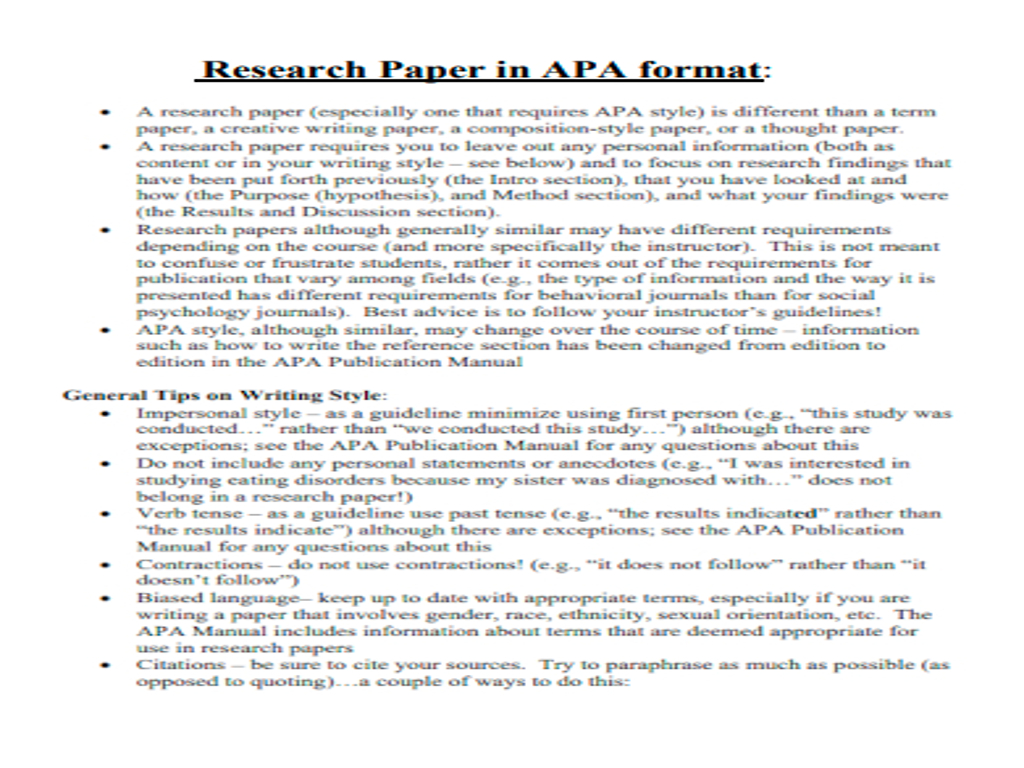 Research Paper in APA format:
• A research paper (especially one that requires APA style) is different than a term
paper, a creative writing paper, a composition-style paper, or a thought paper.
• A research paper requires you to leave out any personal information (both as
content or in your writing style – see below) and to focus on research findings that
have been put forth previously (the Intro section), that you have looked at and
how (the Purpose (hypothesis), and Method section), and what your findings were
(the Results and Discussion section).
• Research papers although generally similar may have different requirements
depending on the course (and more specifically the instructor).  This is not meant
to confuse or frustrate students, rather it comes out of the requirements for
publication that vary among fields (e.g., the type of information and the way it is
presented has different requirements for behavioral journals than for social
psychology journals).  Best advice is to follow your instructor's guidelines!
• APA style, although similar, may change over the course of time – information
such as how to write the reference section has been changed from edition to
edition in the APA Publication Manual
General Tips on Writing Style:
• Impersonal style – as a guideline minimize using first person (e.g., "this study was
conducted…" rather than "we conducted this study…") although there are
exceptions; see the APA Publication Manual for any questions about this
• Do not include any personal statements or anecdotes (e.g., "I was interested in
studying eating disorders because my sister was diagnosed with…" does not
belong in a research paper!)
• Verb tense – as a guideline use past tense (e.g., "the results indicated" rather than
"the results indicate") although there are exceptions; see the APA Publication
Manual for any questions about this
• Contractions – do not use contractions! (e.g., "it does not follow" rather than "it
doesn't follow")
• Biased language– keep up to date with appropriate terms, especially if you are
writing a paper that involves gender, race, ethnicity, sexual orientation, etc.  The
APA Manual includes information about terms that are deemed appropriate for
use in research papers
• Citations – be sure to cite your sources.  Try to paraphrase as much as possible (as
opposed to quoting)…a couple of ways to do this: